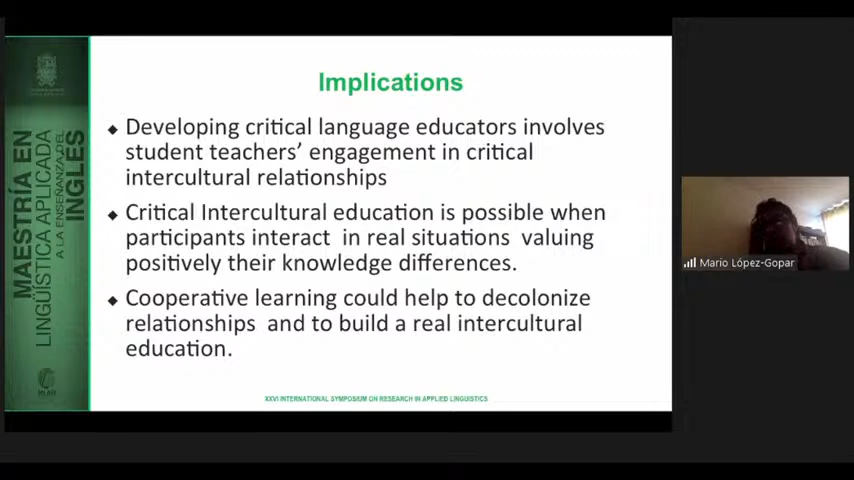 Implications
Developing critical language educators involves
student teachers' engagement in critical
intercultural relationships
Critical Intercultural education is possible when
participants interact in real situations valuing
positively their knowledge differences.
Cooperative learning could help to decolonize
relationships and to build a real intercultural
education.
XXVI INTERNATIONAL SYMPOSIUM ON RESEARCH IN APPLIED LINGUISTICS
MAESTRÍA EN
LINGÜÍSTICA APLICADA
A LA ENSEÑANZA DEL
INGLÉS
Mario López-Gopar